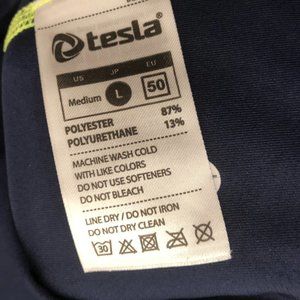 tesla
US JP EU
Medium L 50
POLYESTER 87%
POLYURETHANE 13%
MACHINE WASH COLD
WITH LIKE COLORS
DO NOT USE SOFTENERS
DO NOT BLEACH
LINE DRY / DO NOT IRON
DO NOT DRY CLEAN
30